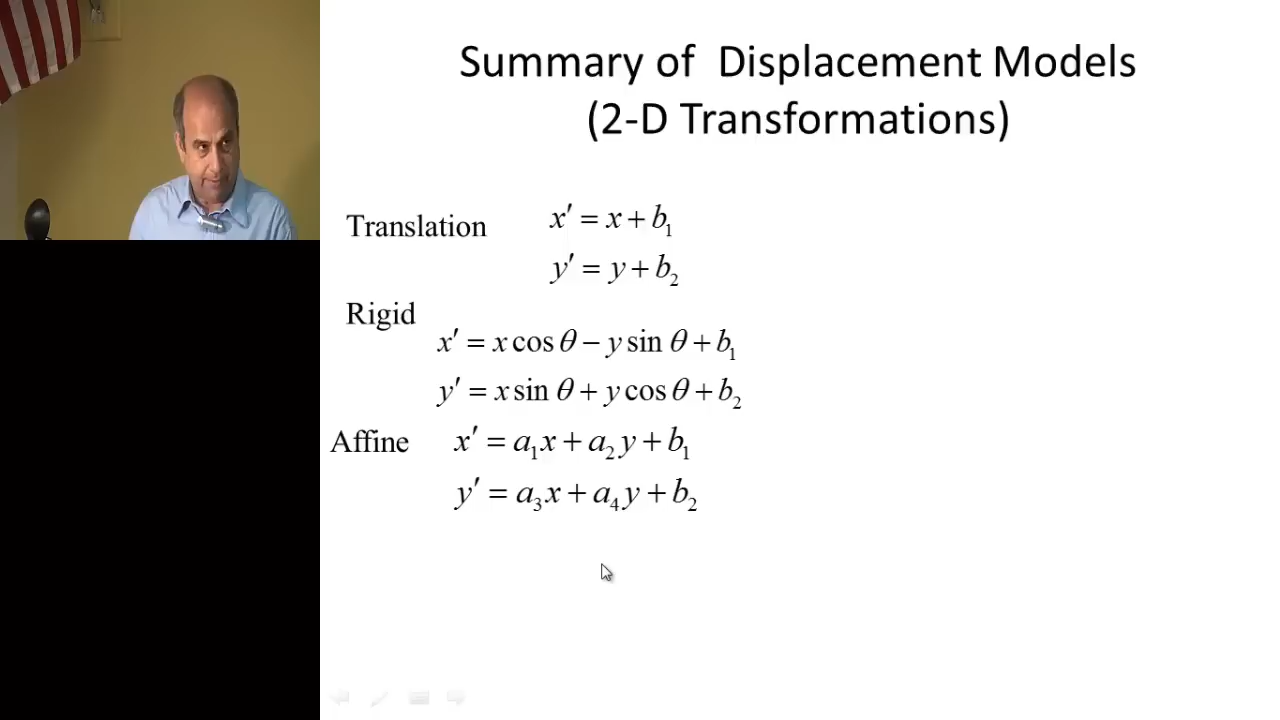 Summary of Displacement Models
(2-D Transformations)
Translation x′ = x + b₁
y′ = y + b₂
Rigid
x′ = x cos θ − y sin θ + b₁
y′ = x sin θ + y cos θ + b₂
Affine x′ = a₁x + a₂y + b₁
y′ = a₃x + a₄y + b₂